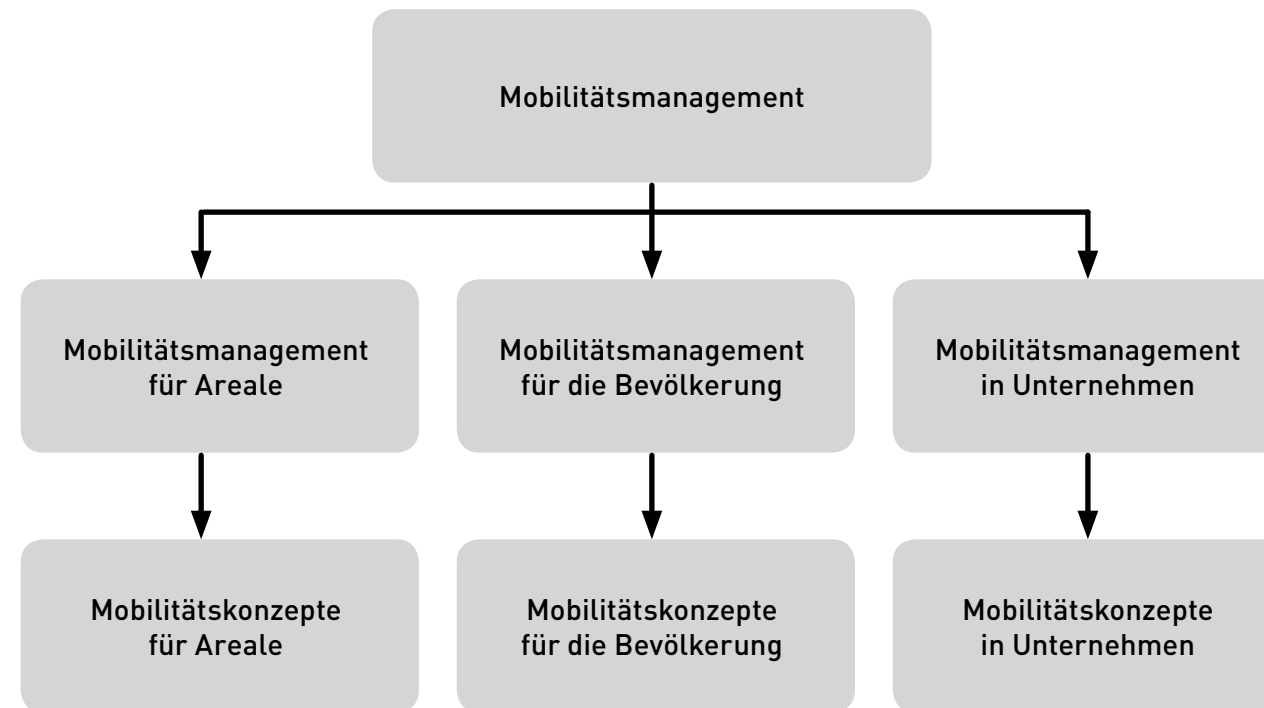 Mobilitätsmanagement
Mobilitätsmanagement
für Areale
Mobilitätsmanagement
für die Bevölkerung
Mobilitätsmanagement
in Unternehmen
Mobilitätskonzepte
für Areale
Mobilitätskonzepte
für die Bevölkerung
Mobilitätskonzepte
in Unternehmen